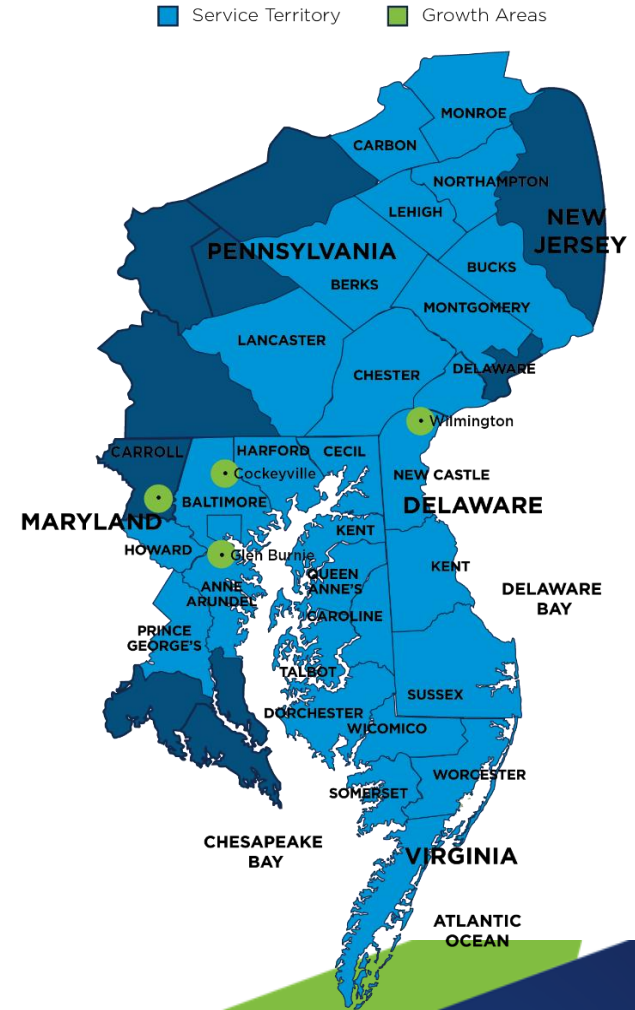 Service Territory
Growth Areas
MONROE
CARBON
NORTHAMPTON
LEHIGH
NEW
JERSEY
PENNSYLVANIA
BUCKS
BERKS
MONTGOMERY
LANCASTER
DELAWARE
CHESTER
Wilmington
CARROLL
HARFORD
CECIL
Cockeyville
NEW CASTLE
BALTIMORE
DELAWARE
MARYLAND
KENT
HOWARD
Glen Burnie
KENT
QUEEN
ANNE'S
ANNE
ARUNDEL
DELAWARE
BAY
CAROLINE
PRINCE
GEORGE'S
TALBOT
SUSSEX
DORCHESTER
WICOMICO
WORCESTER
SOMERSET
CHESAPEAKE
BAY
VIRGINIA
ATLANTIC
OCEAN